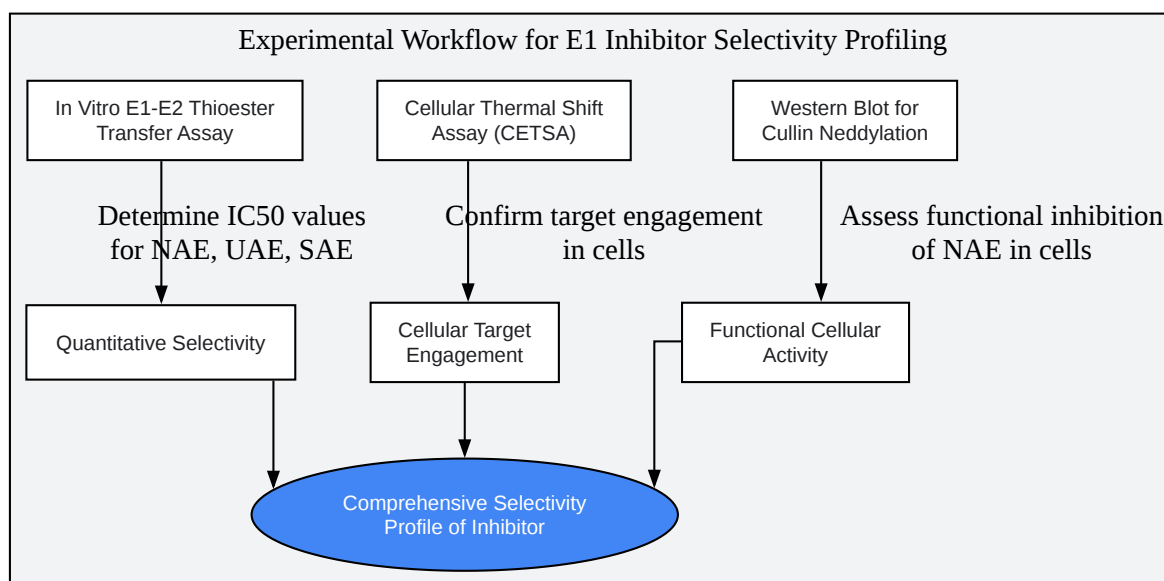 Experimental Workflow for E1 Inhibitor Selectivity Profiling
In Vitro E1-E2 Thioester
Transfer Assay
Cellular Thermal Shift
Assay (CETSA)
Western Blot for
Cullin Neddylation
Determine IC50 values
for NAE, UAE, SAE
Confirm target engagement
in cells
Assess functional inhibition
of NAE in cells
Quantitative Selectivity
Cellular Target
Engagement
Functional Cellular
Activity
Comprehensive Selectivity
Profile of Inhibitor